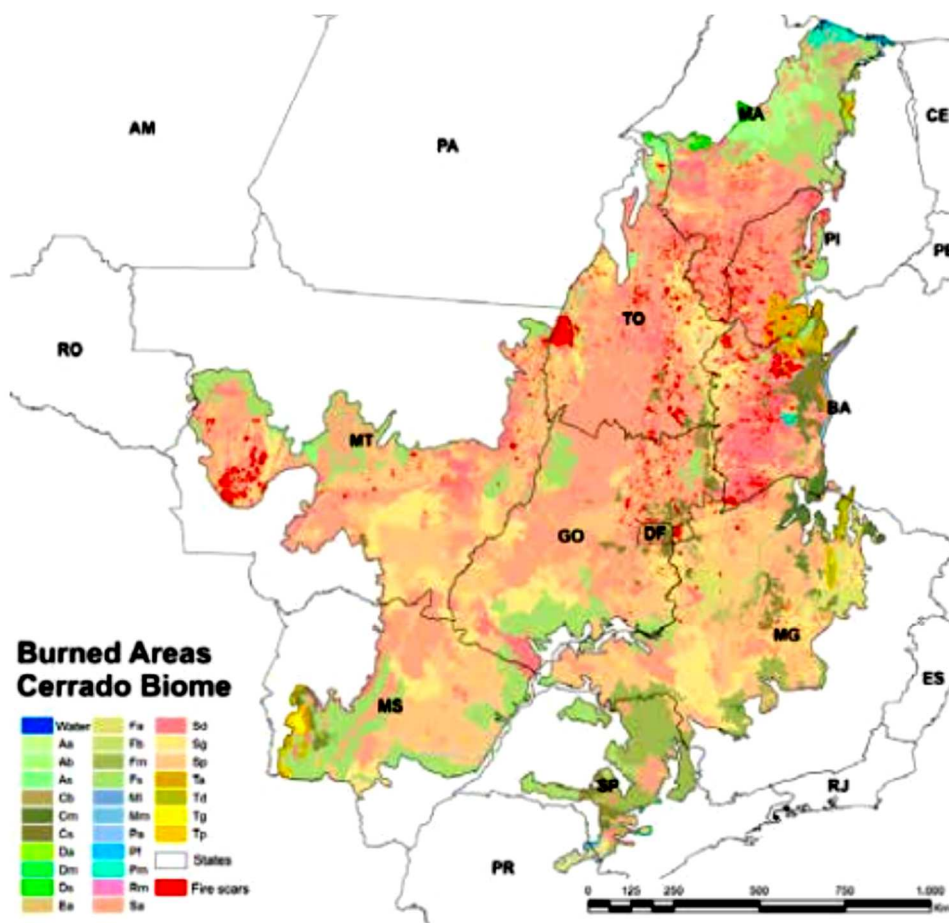 AM
PA
MA
CE
PI
PE
RO
TO
BA
MT
GO
DF
MG
ES
MS
SP
RJ
PR
Burned Areas
Cerrado Biome
Water
Aa
Ab
As
Cb
Cm
Cs
Da
Dm
Ds
Ea
Fa
Fb
Fm
Fs
Ml
Mm
Pa
Pf
Pm
Rm
Sa
Sd
Sg
Sp
Ta
Td
Tg
Tp
States
Fire scars
0 125 250 500 750 1.000